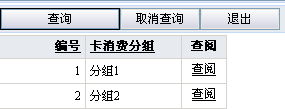 查询 取消查询 退出
编号 卡消费分组 查阅
1 分组1 查阅
2 分组2 查阅